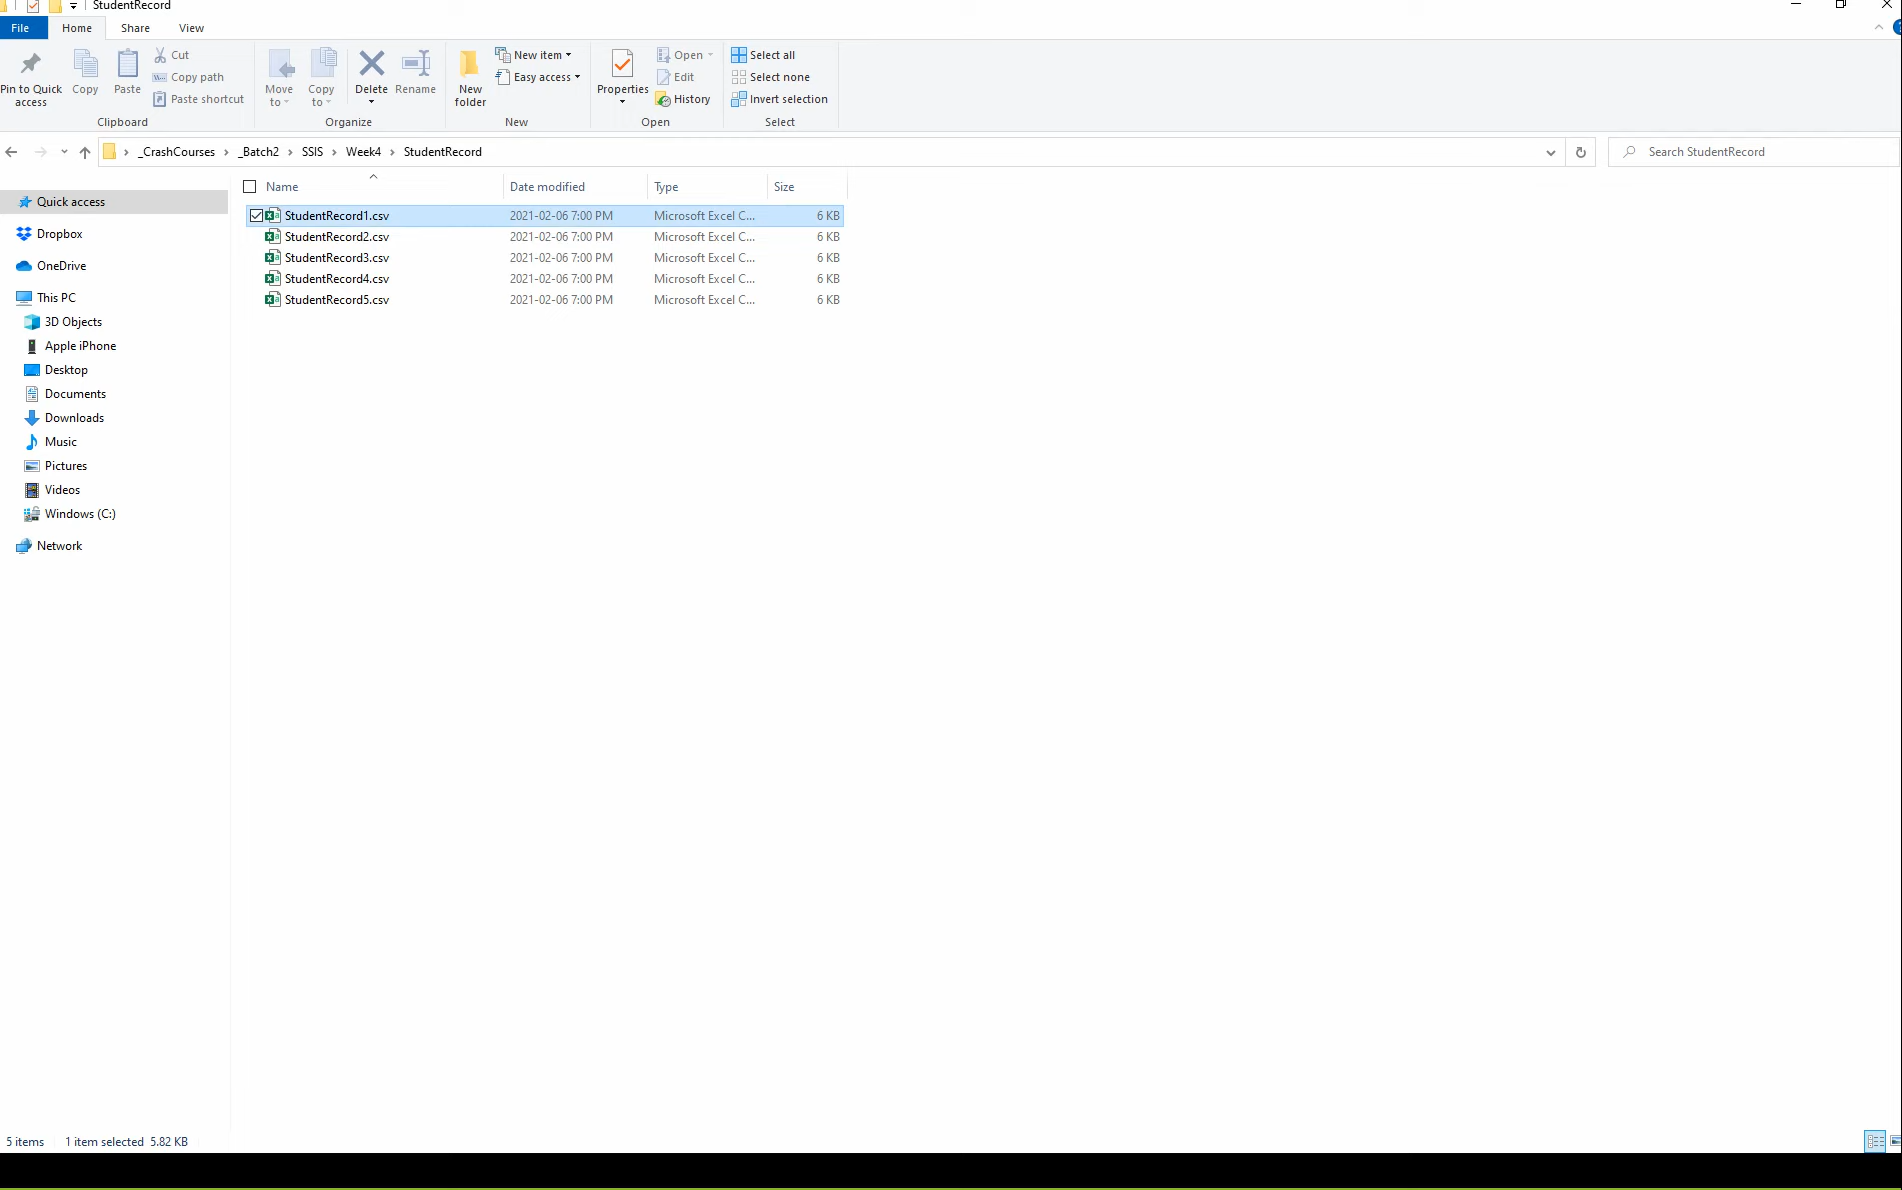 StudentRecord
File Home Share View
Pin to Quick access
Copy
Paste
Cut
Copy path
Paste shortcut
Clipboard
Move to
Copy to
Delete
Rename
Organize
New folder
New item
Easy access
New
Properties
Open
Edit
History
Open
Select all
Select none
Invert selection
Select
_CrashCourses › _Batch2 › SSIS › Week4 › StudentRecord
Search StudentRecord
Name Date modified Type Size
StudentRecord1.csv 2021-02-06 7:00 PM Microsoft Excel C... 6 KB
StudentRecord2.csv 2021-02-06 7:00 PM Microsoft Excel C... 6 KB
StudentRecord3.csv 2021-02-06 7:00 PM Microsoft Excel C... 6 KB
StudentRecord4.csv 2021-02-06 7:00 PM Microsoft Excel C... 6 KB
StudentRecord5.csv 2021-02-06 7:00 PM Microsoft Excel C... 6 KB
Quick access
Dropbox
OneDrive
This PC
3D Objects
Apple iPhone
Desktop
Documents
Downloads
Music
Pictures
Videos
Windows (C:)
Network
5 items 1 item selected 5.82 KB